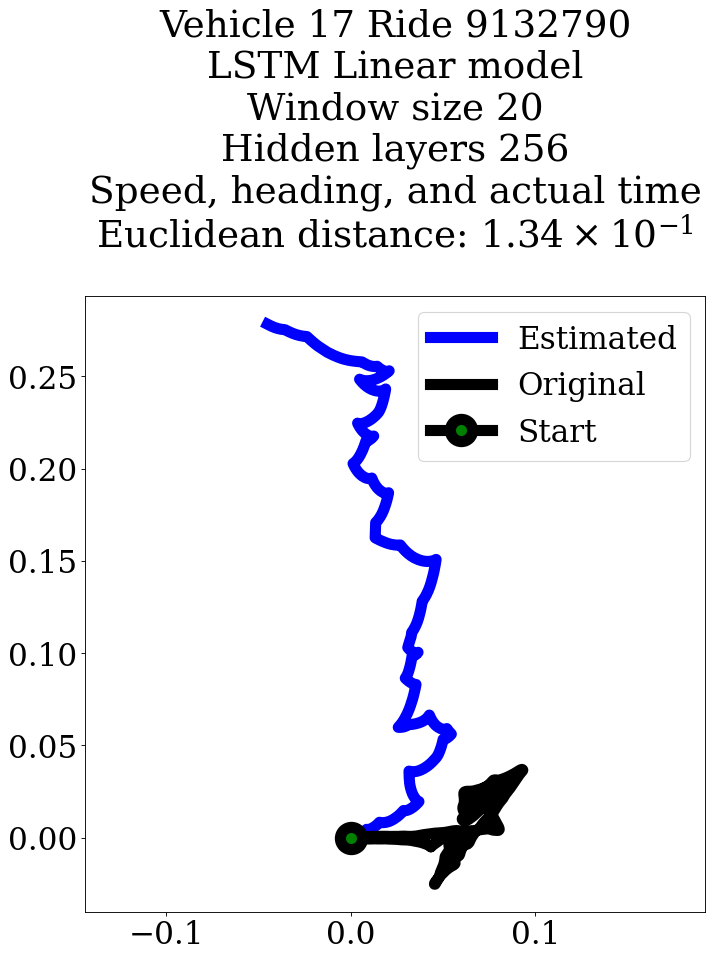 Vehicle 17 Ride 9132790
LSTM Linear model
Window size 20
Hidden layers 256
Speed, heading, and actual time
Euclidean distance: 1.34 × 10⁻¹
Estimated
Original
Start
0.25
0.20
0.15
0.10
0.05
0.00
−0.1 0.0 0.1